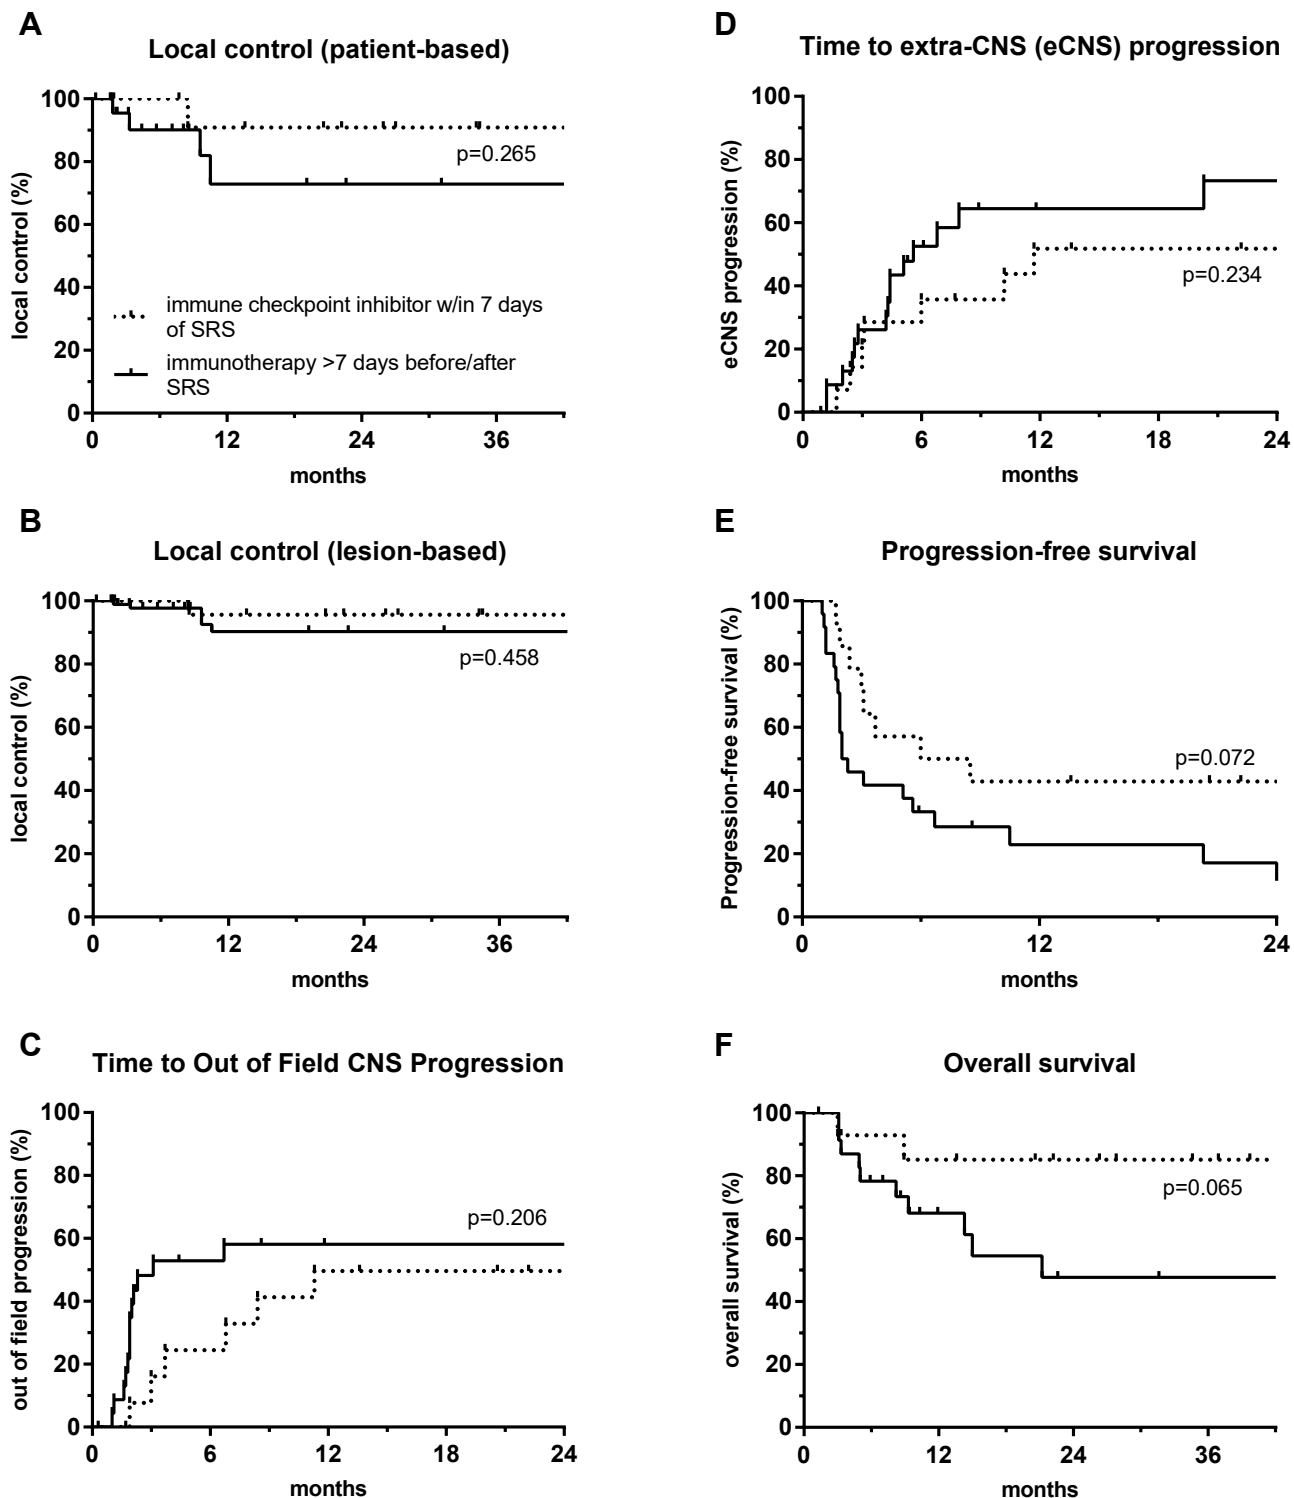 A
Local control (patient-based)
100
80
60
40
20
0
local control (%)
p=0.265
immune checkpoint inhibitor w/in 7 days
of SRS
immunotherapy >7 days before/after
SRS
0 12 24 36
months
B
Local control (lesion-based)
100
80
60
40
20
0
local control (%)
p=0.458
0 12 24 36
months
C
Time to Out of Field CNS Progression
100
80
60
40
20
0
out of field progression (%)
p=0.206
0 6 12 18 24
months
D
Time to extra-CNS (eCNS) progression
100
80
60
40
20
0
eCNS progression (%)
p=0.234
0 6 12 18 24
months
E
Progression-free survival
100
80
60
40
20
0
Progression-free survival (%)
p=0.072
0 12 24
months
F
Overall survival
100
80
60
40
20
0
overall survival (%)
p=0.065
0 12 24 36
months